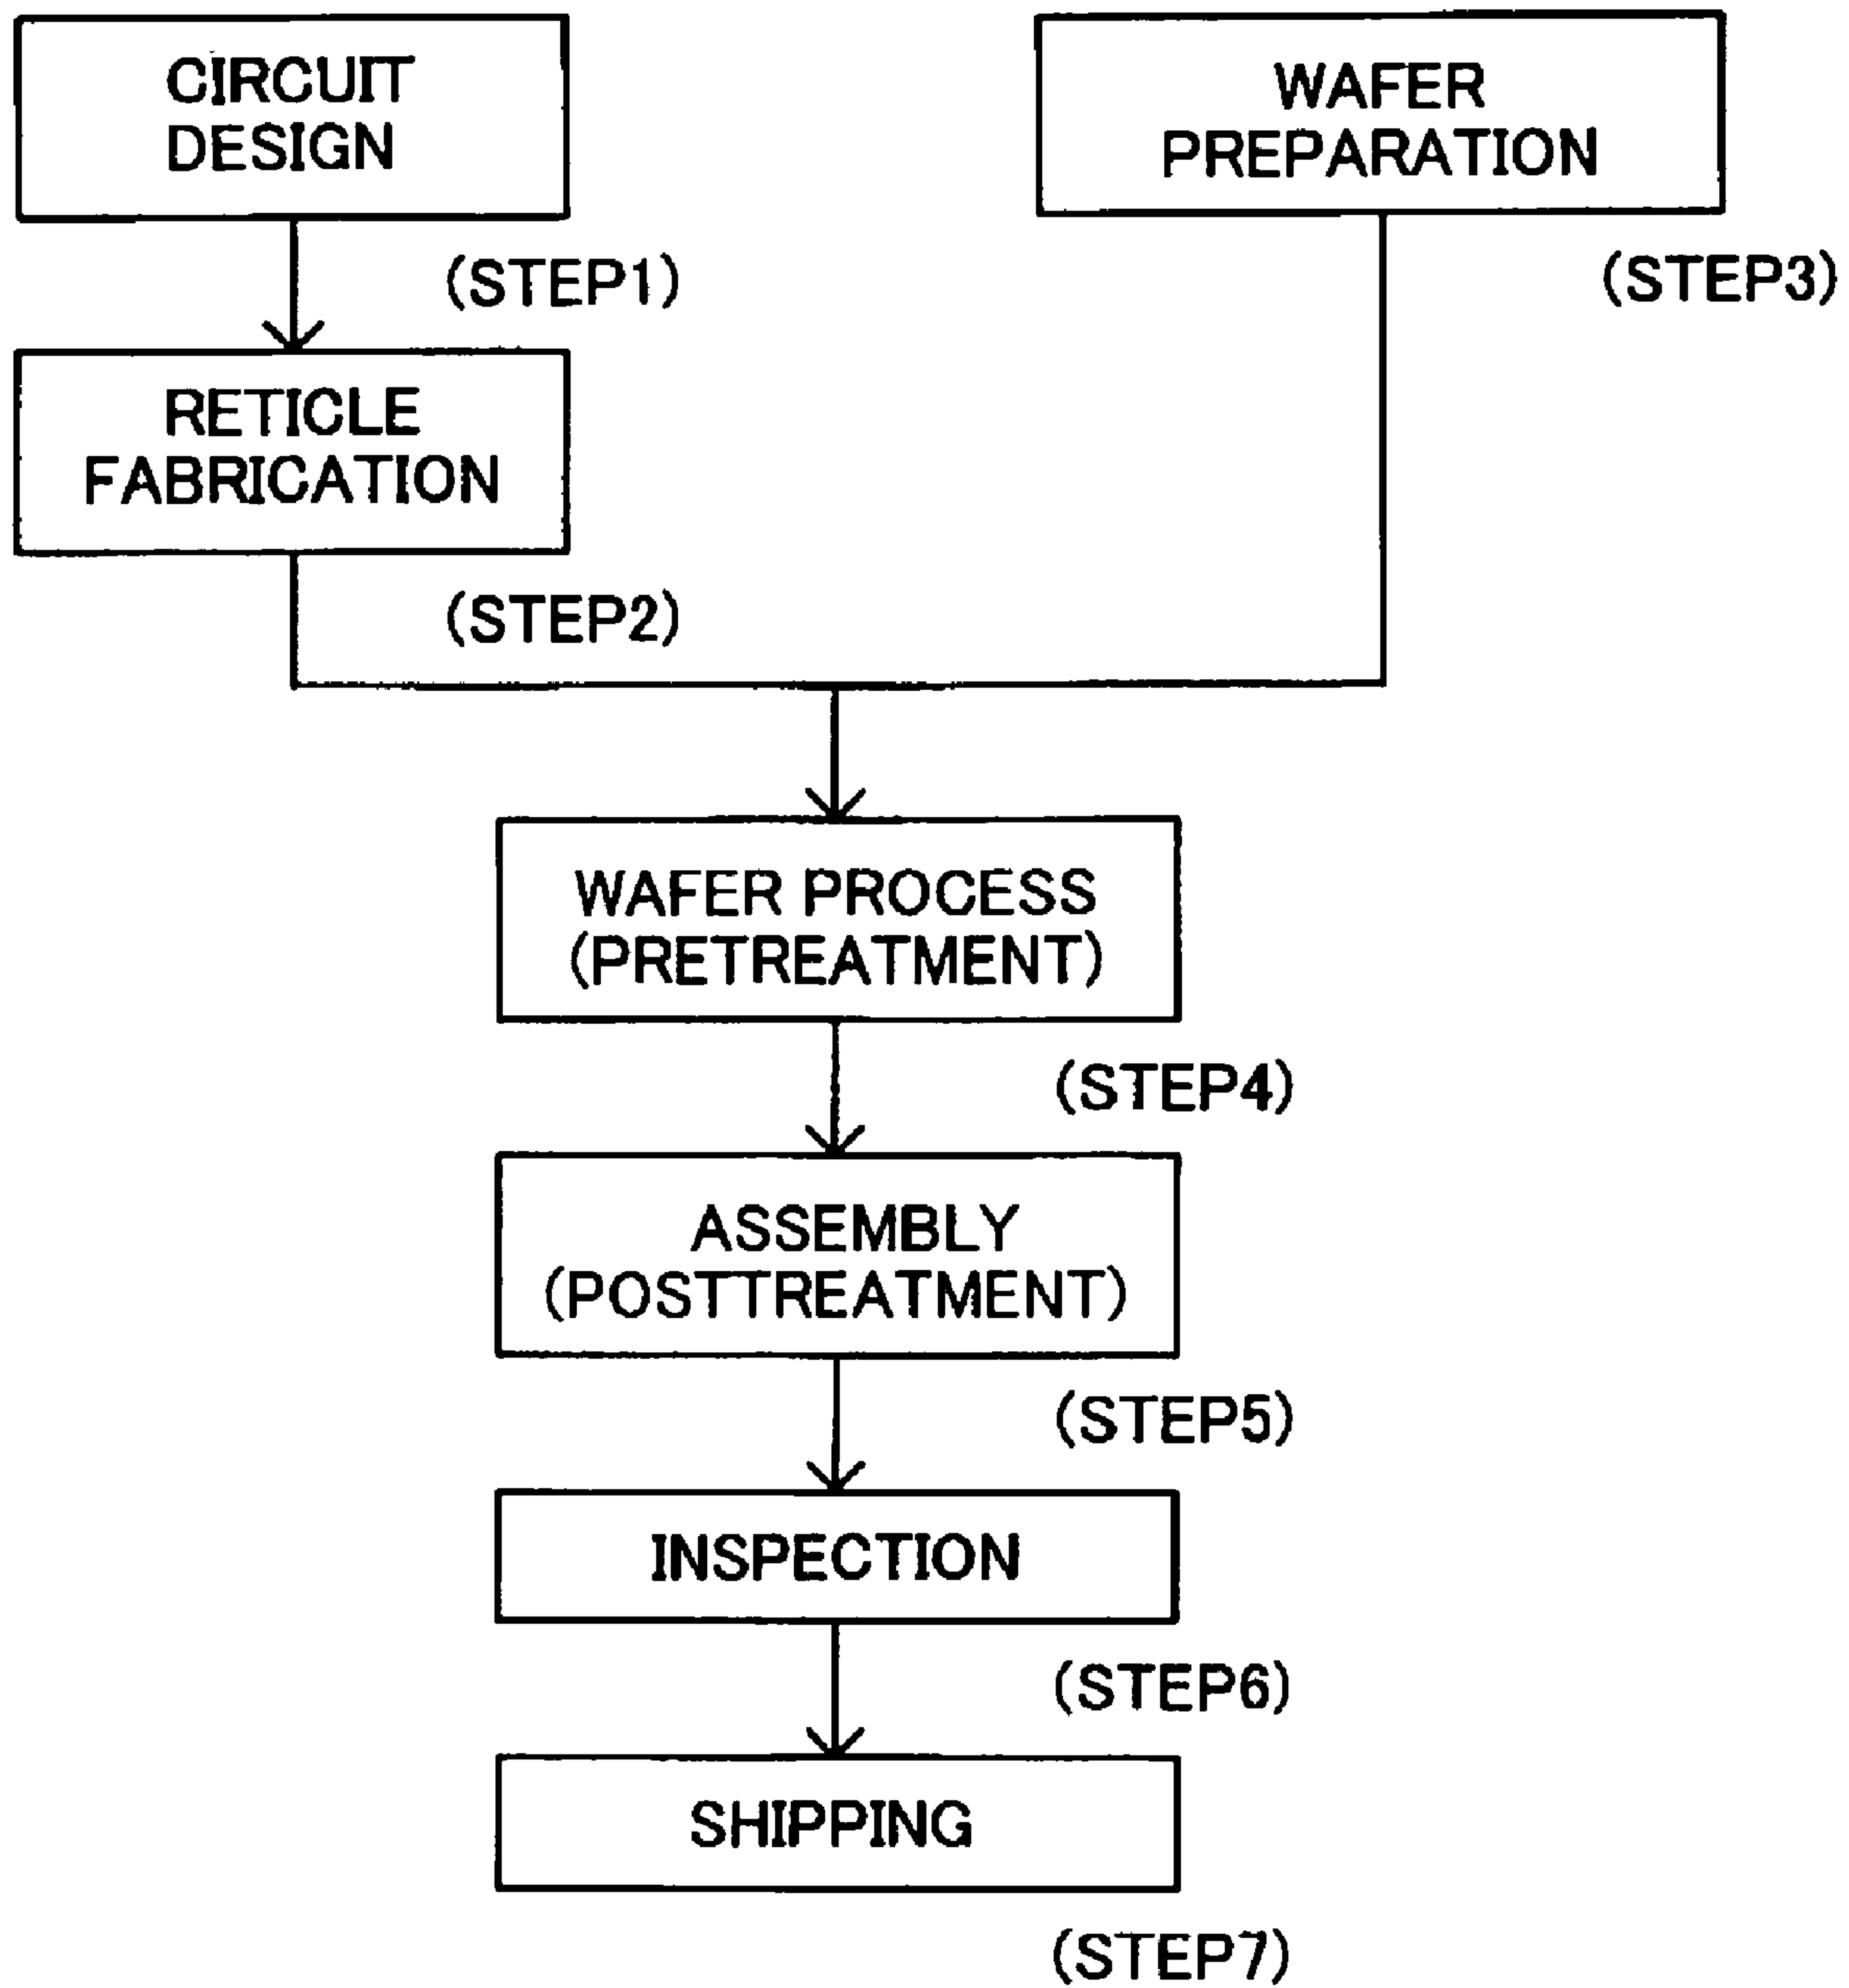 CIRCUIT
DESIGN
(STEP1)
RETICLE
FABRICATION
(STEP2)
WAFER
PREPARATION
(STEP3)
WAFER PROCESS
(PRETREATMENT)
(STEP4)
ASSEMBLY
(POSTTREATMENT)
(STEP5)
INSPECTION
(STEP6)
SHIPPING
(STEP7)